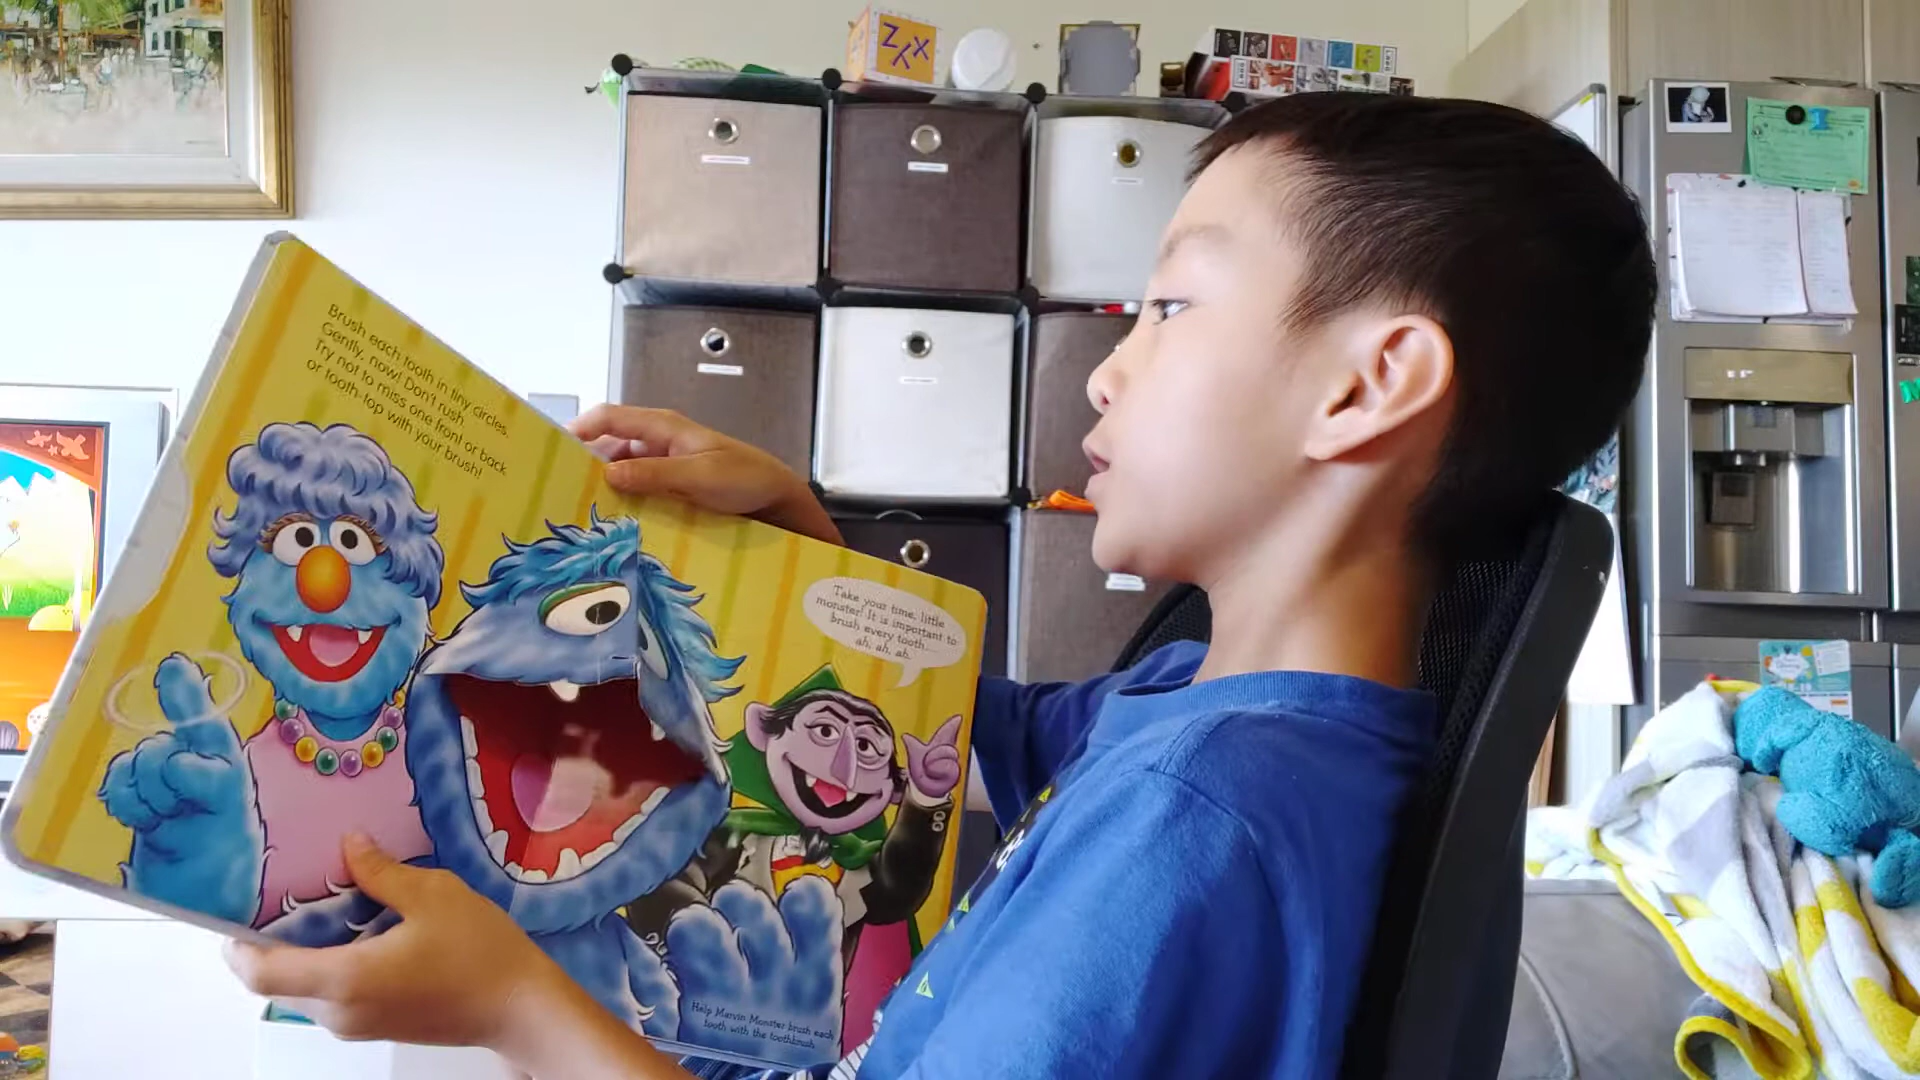 Brush each tooth in tiny circles.
Gently, now! Don't rush.
Try not to miss one front or back
or tooth-top with your brush!
Take your time, little
monster! It is important to
brush every tooth...
ah, ah, ah.
Help Marvin Monster brush each
tooth with the toothbrush.